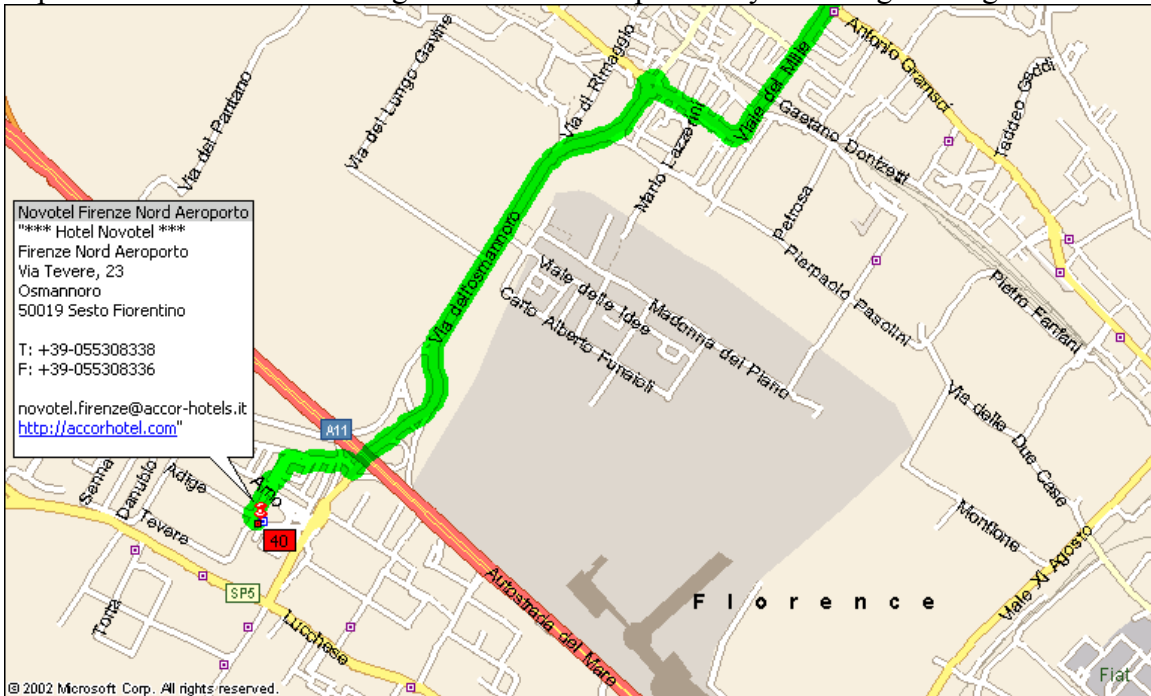 Antonio Gramsci
Taddeo Gaddi
Viale dei Mille
Gaetano Donizetti
Via di Rimaggio
Via del Lungo Gavine
Via del Pantano
Mario Lazzerini
Petrosa
Pierpaolo Pasolini
Pietro Fanfani
Via dell'osmannoro
Viale delle Idee
Carlo Alberto Funaioli
Madonna del Piano
Via delle Due Case
Monfione
Viale XI Agosto
Novotel Firenze Nord Aeroporto
"*** Hotel Novotel ***
Firenze Nord Aeroporto
Via Tevere, 23
Osmannoro
50019 Sesto Fiorentino
T: +39-055308338
F: +39-055308336
novotel.firenze@accor-hotels.it
http://accorhotel.com"
A11
Senna
Danubio
Adige
Arno
Tevere
40
SP5
Torta
Lucchese
Autostrada del Mare
Florence
Fiat
© 2002 Microsoft Corp. All rights reserved.